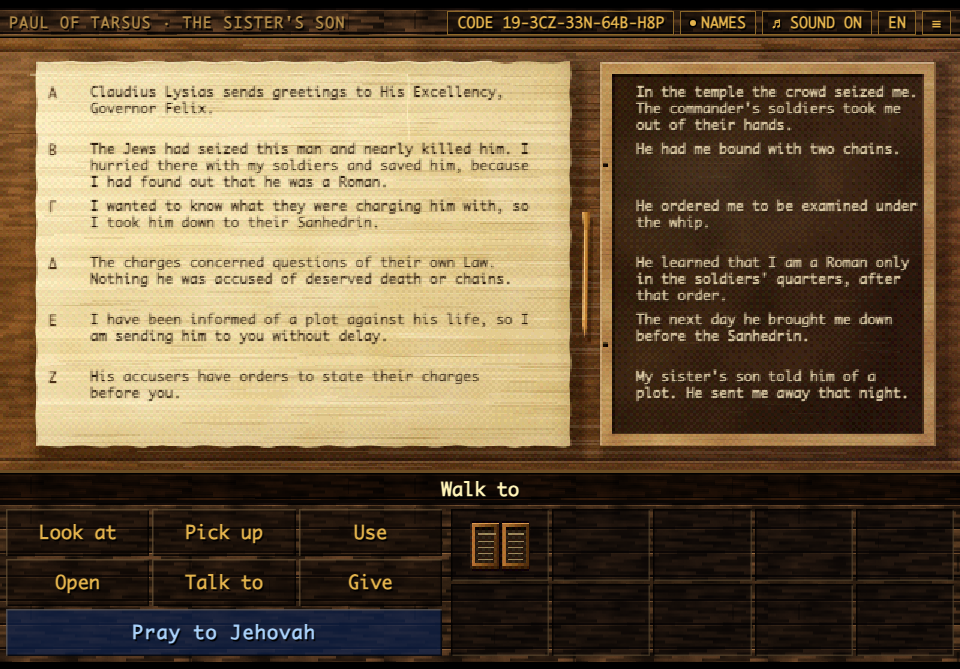 PAUL OF TARSUS · THE SISTER'S SON
CODE 19-3CZ-33N-64B-H8P
• NAMES
♬ SOUND ON
EN
≡
Α Claudius Lysias sends greetings to His Excellency,
Governor Felix.
Β The Jews had seized this man and nearly killed him. I
hurried there with my soldiers and saved him, because
I had found out that he was a Roman.
Γ I wanted to know what they were charging him with, so
I took him down to their Sanhedrin.
Δ The charges concerned questions of their own Law.
Nothing he was accused of deserved death or chains.
Ε I have been informed of a plot against his life, so I
am sending him to you without delay.
Ζ His accusers have orders to state their charges
before you.
In the temple the crowd seized me.
The commander's soldiers took me
out of their hands.
He had me bound with two chains.
He ordered me to be examined under
the whip.
He learned that I am a Roman only
in the soldiers' quarters, after
that order.
The next day he brought me down
before the Sanhedrin.
My sister's son told him of a
plot. He sent me away that night.
Walk to
Look at
Pick up
Use
Open
Talk to
Give
Pray to Jehovah